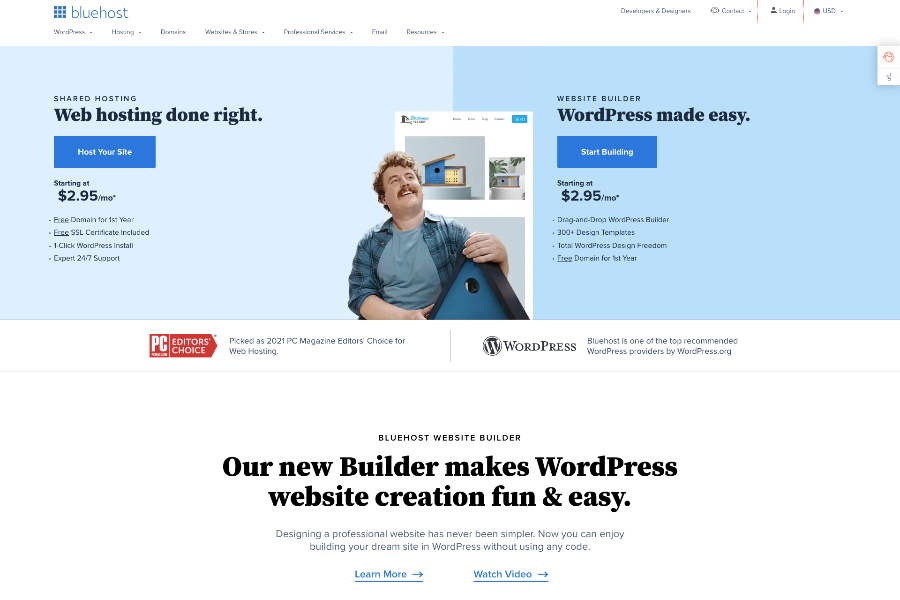 bluehost
Developers & Designers
Contact
Login
USD
WordPress
Hosting
Domains
Websites & Stores
Professional Services
Email
Resources
SHARED HOSTING
Web hosting done right.
Host Your Site
Starting at
$2.95/mo*
Free Domain for 1st Year
Free SSL Certificate Included
1-Click WordPress Install
Expert 24/7 Support
WEBSITE BUILDER
WordPress made easy.
Start Building
Starting at
$2.95/mo*
Drag-and-Drop WordPress Builder
300+ Design Templates
Total WordPress Design Freedom
Free Domain for 1st Year
PC EDITORS' CHOICE
Picked as 2021 PC Magazine Editors' Choice for
Web Hosting.
WORDPRESS
Bluehost is one of the top recommended
WordPress providers by WordPress.org
BLUEHOST WEBSITE BUILDER
Our new Builder makes WordPress
website creation fun & easy.
Designing a professional website has never been simpler. Now you can enjoy
building your dream site in WordPress without using any code.
Learn More →
Watch Video →